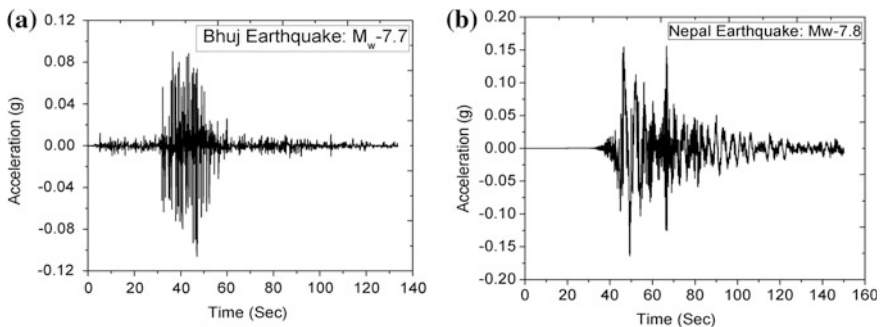 (a)
Bhuj Earthquake: Mw-7.7
Acceleration (g)
0.12
0.08
0.04
0.00
-0.04
-0.08
-0.12
0 20 40 60 80 100 120 140
Time (Sec)
(b)
Nepal Earthquake: Mw-7.8
Acceleration (g)
0.20
0.15
0.10
0.05
0.00
-0.05
-0.10
-0.15
-0.20
0 20 40 60 80 100 120 140 160
Time (Sec)